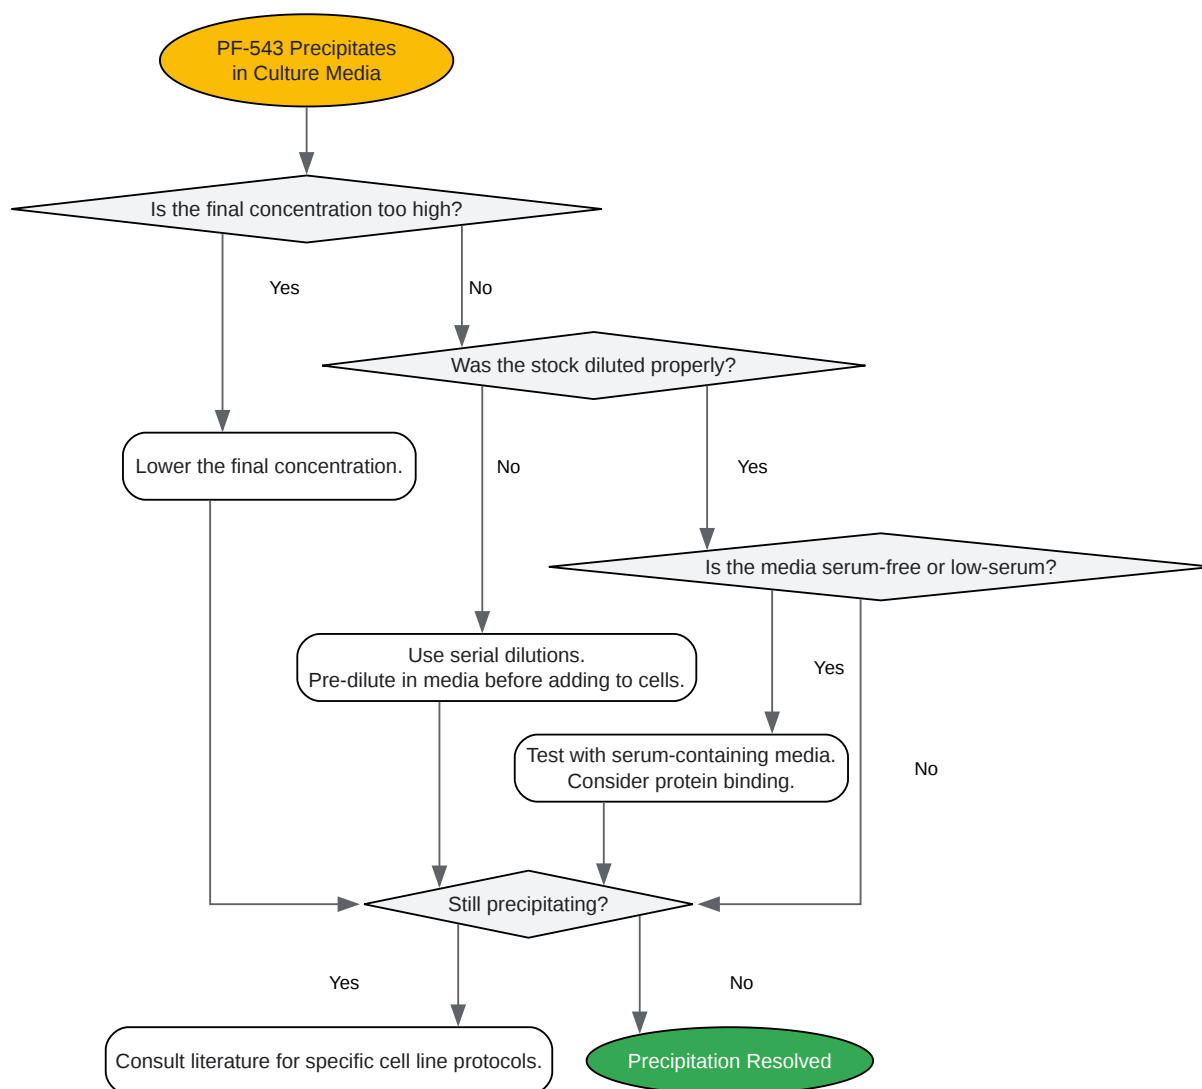 PF-543 Precipitates
in Culture Media
Is the final concentration too high?
Yes
No
Was the stock diluted properly?
Lower the final concentration.
No
Yes
Is the media serum-free or low-serum?
Use serial dilutions.
Pre-dilute in media before adding to cells.
Yes
Test with serum-containing media.
Consider protein binding.
No
Still precipitating?
Yes
No
Consult literature for specific cell line protocols.
Precipitation Resolved